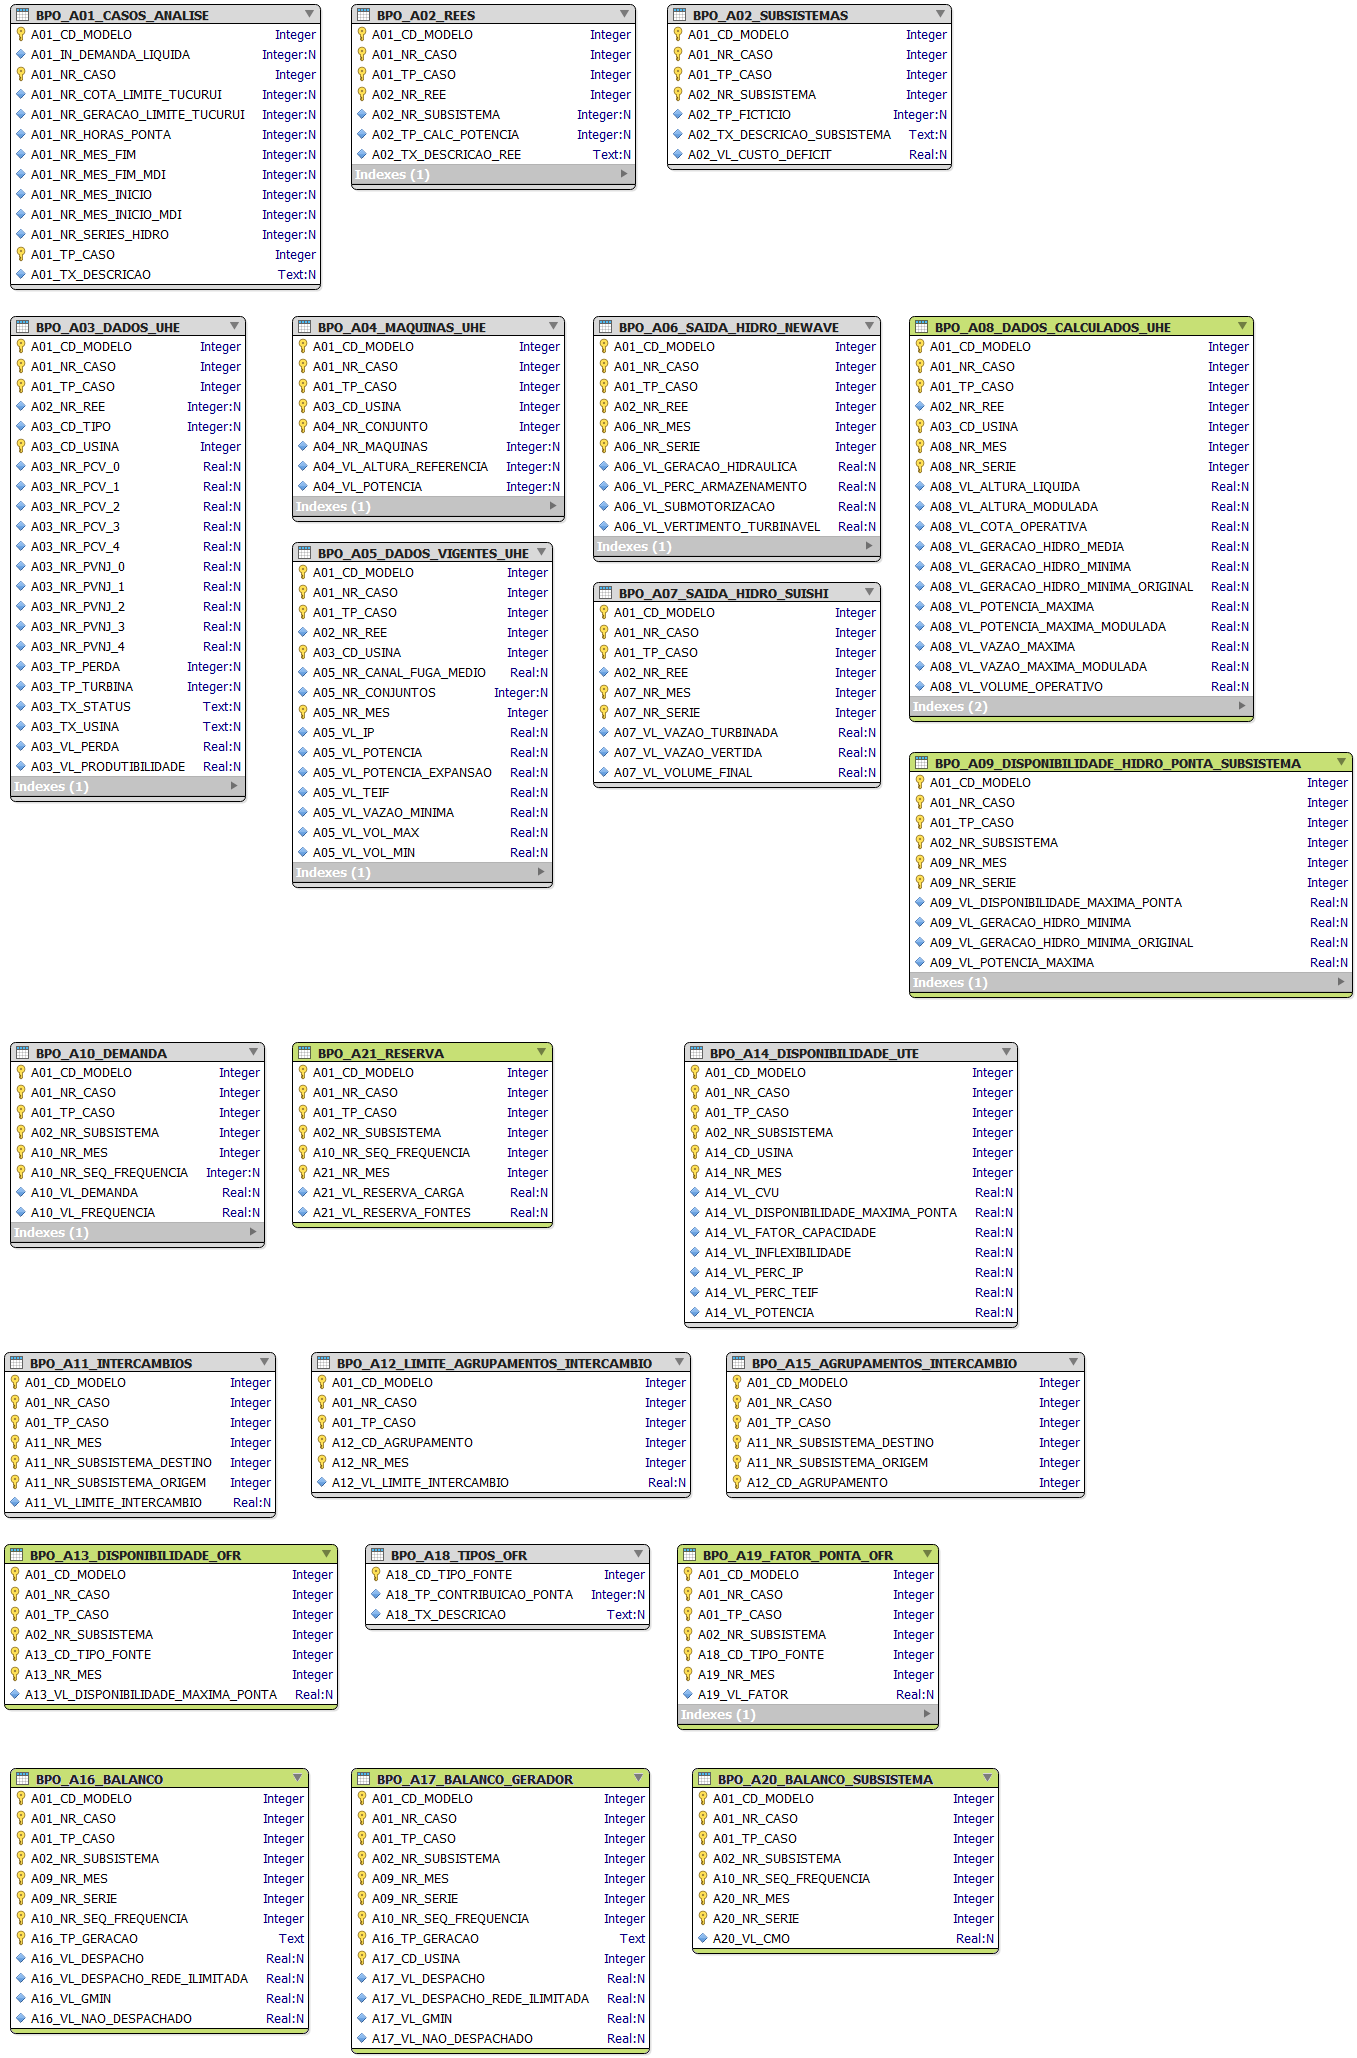 BPO_A01_CASOS_ANALISE
A01_CD_MODELO Integer
A01_IN_DEMANDA_LIQUIDA Integer:N
A01_NR_CASO Integer
A01_NR_COTA_LIMITE_TUCURUI Integer:N
A01_NR_GERACAO_LIMITE_TUCURUI Integer:N
A01_NR_HORAS_PONTA Integer:N
A01_NR_MES_FIM Integer:N
A01_NR_MES_FIM_MDI Integer:N
A01_NR_MES_INICIO Integer:N
A01_NR_MES_INICIO_MDI Integer:N
A01_NR_SERIES_HIDRO Integer:N
A01_TP_CASO Integer
A01_TX_DESCRICAO Text:N
BPO_A02_REES
A01_CD_MODELO Integer
A01_NR_CASO Integer
A01_TP_CASO Integer
A02_NR_REE Integer
A02_NR_SUBSISTEMA Integer:N
A02_TP_CALC_POTENCIA Integer:N
A02_TX_DESCRICAO_REE Text:N
Indexes (1)
BPO_A02_SUBSISTEMAS
A01_CD_MODELO Integer
A01_NR_CASO Integer
A01_TP_CASO Integer
A02_NR_SUBSISTEMA Integer
A02_TP_FICTICIO Integer:N
A02_TX_DESCRICAO_SUBSISTEMA Text:N
A02_VL_CUSTO_DEFICIT Real:N
BPO_A03_DADOS_UHE
A01_CD_MODELO Integer
A01_NR_CASO Integer
A01_TP_CASO Integer
A02_NR_REE Integer:N
A03_CD_TIPO Integer:N
A03_CD_USINA Integer
A03_NR_PCV_0 Real:N
A03_NR_PCV_1 Real:N
A03_NR_PCV_2 Real:N
A03_NR_PCV_3 Real:N
A03_NR_PCV_4 Real:N
A03_NR_PVNJ_0 Real:N
A03_NR_PVNJ_1 Real:N
A03_NR_PVNJ_2 Real:N
A03_NR_PVNJ_3 Real:N
A03_NR_PVNJ_4 Real:N
A03_TP_PERDA Integer:N
A03_TP_TURBINA Integer:N
A03_TX_STATUS Text:N
A03_TX_USINA Text:N
A03_VL_PERDA Real:N
A03_VL_PRODUTIBILIDADE Real:N
Indexes (1)
BPO_A04_MAQUINAS_UHE
A01_CD_MODELO Integer
A01_NR_CASO Integer
A01_TP_CASO Integer
A03_CD_USINA Integer
A04_NR_CONJUNTO Integer
A04_NR_MAQUINAS Integer:N
A04_VL_ALTURA_REFERENCIA Integer:N
A04_VL_POTENCIA Integer:N
Indexes (1)
BPO_A05_DADOS_VIGENTES_UHE
A01_CD_MODELO Integer
A01_NR_CASO Integer
A01_TP_CASO Integer
A02_NR_REE Integer
A03_CD_USINA Integer
A05_NR_CANAL_FUGA_MEDIO Real:N
A05_NR_CONJUNTOS Integer:N
A05_NR_MES Integer
A05_VL_IP Real:N
A05_VL_POTENCIA Real:N
A05_VL_POTENCIA_EXPANSAO Real:N
A05_VL_TEIF Real:N
A05_VL_VAZAO_MINIMA Real:N
A05_VL_VOL_MAX Real:N
A05_VL_VOL_MIN Real:N
Indexes (1)
BPO_A06_SAIDA_HIDRO_NEWAVE
A01_CD_MODELO Integer
A01_NR_CASO Integer
A01_TP_CASO Integer
A02_NR_REE Integer
A06_NR_MES Integer
A06_NR_SERIE Integer
A06_VL_GERACAO_HIDRAULICA Real:N
A06_VL_PERC_ARMAZENAMENTO Real:N
A06_VL_SUBMOTORIZACAO Real:N
A06_VL_VERTIMENTO_TURBINAVEL Real:N
Indexes (1)
BPO_A07_SAIDA_HIDRO_SUISHI
A01_CD_MODELO Integer
A01_NR_CASO Integer
A01_TP_CASO Integer
A02_NR_REE Integer
A07_NR_MES Integer
A07_NR_SERIE Integer
A07_VL_VAZAO_TURBINADA Real:N
A07_VL_VAZAO_VERTIDA Real:N
A07_VL_VOLUME_FINAL Real:N
BPO_A08_DADOS_CALCULADOS_UHE
A01_CD_MODELO Integer
A01_NR_CASO Integer
A01_TP_CASO Integer
A02_NR_REE Integer
A03_CD_USINA Integer
A08_NR_MES Integer
A08_NR_SERIE Integer
A08_VL_ALTURA_LIQUIDA Real:N
A08_VL_ALTURA_MODULADA Real:N
A08_VL_COTA_OPERATIVA Real:N
A08_VL_GERACAO_HIDRO_MEDIA Real:N
A08_VL_GERACAO_HIDRO_MINIMA Real:N
A08_VL_GERACAO_HIDRO_MINIMA_ORIGINAL Real:N
A08_VL_POTENCIA_MAXIMA Real:N
A08_VL_POTENCIA_MAXIMA_MODULADA Real:N
A08_VL_VAZAO_MAXIMA Real:N
A08_VL_VAZAO_MAXIMA_MODULADA Real:N
A08_VL_VOLUME_OPERATIVO Real:N
Indexes (2)
BPO_A09_DISPONIBILIDADE_HIDRO_PONTA_SUBSISTEMA
A01_CD_MODELO Integer
A01_NR_CASO Integer
A01_TP_CASO Integer
A02_NR_SUBSISTEMA Integer
A09_NR_MES Integer
A09_NR_SERIE Integer
A09_VL_DISPONIBILIDADE_MAXIMA_PONTA Real:N
A09_VL_GERACAO_HIDRO_MINIMA Real:N
A09_VL_GERACAO_HIDRO_MINIMA_ORIGINAL Real:N
A09_VL_POTENCIA_MAXIMA Real:N
Indexes (1)
BPO_A10_DEMANDA
A01_CD_MODELO Integer
A01_NR_CASO Integer
A01_TP_CASO Integer
A02_NR_SUBSISTEMA Integer
A10_NR_MES Integer
A10_NR_SEQ_FREQUENCIA Integer:N
A10_VL_DEMANDA Real:N
A10_VL_FREQUENCIA Real:N
Indexes (1)
BPO_A21_RESERVA
A01_CD_MODELO Integer
A01_NR_CASO Integer
A01_TP_CASO Integer
A02_NR_SUBSISTEMA Integer
A10_NR_SEQ_FREQUENCIA Integer
A21_NR_MES Integer
A21_VL_RESERVA_CARGA Real:N
A21_VL_RESERVA_FONTES Real:N
BPO_A14_DISPONIBILIDADE_UTE
A01_CD_MODELO Integer
A01_NR_CASO Integer
A01_TP_CASO Integer
A02_NR_SUBSISTEMA Integer
A14_CD_USINA Integer
A14_NR_MES Integer
A14_VL_CVU Real:N
A14_VL_DISPONIBILIDADE_MAXIMA_PONTA Real:N
A14_VL_FATOR_CAPACIDADE Real:N
A14_VL_INFLEXIBILIDADE Real:N
A14_VL_PERC_IP Real:N
A14_VL_PERC_TEIF Real:N
A14_VL_POTENCIA Real:N
BPO_A11_INTERCAMBIOS
A01_CD_MODELO Integer
A01_NR_CASO Integer
A01_TP_CASO Integer
A11_NR_MES Integer
A11_NR_SUBSISTEMA_DESTINO Integer
A11_NR_SUBSISTEMA_ORIGEM Integer
A11_VL_LIMITE_INTERCAMBIO Real:N
BPO_A12_LIMITE_AGRUPAMENTOS_INTERCAMBIO
A01_CD_MODELO Integer
A01_NR_CASO Integer
A01_TP_CASO Integer
A12_CD_AGRUPAMENTO Integer
A12_NR_MES Integer
A12_VL_LIMITE_INTERCAMBIO Real:N
BPO_A15_AGRUPAMENTOS_INTERCAMBIO
A01_CD_MODELO Integer
A01_NR_CASO Integer
A01_TP_CASO Integer
A11_NR_SUBSISTEMA_DESTINO Integer
A11_NR_SUBSISTEMA_ORIGEM Integer
A12_CD_AGRUPAMENTO Integer
BPO_A13_DISPONIBILIDADE_OFR
A01_CD_MODELO Integer
A01_NR_CASO Integer
A01_TP_CASO Integer
A02_NR_SUBSISTEMA Integer
A13_CD_TIPO_FONTE Integer
A13_NR_MES Integer
A13_VL_DISPONIBILIDADE_MAXIMA_PONTA Real:N
BPO_A18_TIPOS_OFR
A18_CD_TIPO_FONTE Integer
A18_TP_CONTRIBUICAO_PONTA Integer:N
A18_TX_DESCRICAO Text:N
BPO_A19_FATOR_PONTA_OFR
A01_CD_MODELO Integer
A01_NR_CASO Integer
A01_TP_CASO Integer
A02_NR_SUBSISTEMA Integer
A18_CD_TIPO_FONTE Integer
A19_NR_MES Integer
A19_VL_FATOR Real:N
Indexes (1)
BPO_A16_BALANCO
A01_CD_MODELO Integer
A01_NR_CASO Integer
A01_TP_CASO Integer
A02_NR_SUBSISTEMA Integer
A09_NR_MES Integer
A09_NR_SERIE Integer
A10_NR_SEQ_FREQUENCIA Integer
A16_TP_GERACAO Text
A16_VL_DESPACHO Real:N
A16_VL_DESPACHO_REDE_ILIMITADA Real:N
A16_VL_GMIN Real:N
A16_VL_NAO_DESPACHADO Real:N
BPO_A17_BALANCO_GERADOR
A01_CD_MODELO Integer
A01_NR_CASO Integer
A01_TP_CASO Integer
A02_NR_SUBSISTEMA Integer
A09_NR_MES Integer
A09_NR_SERIE Integer
A10_NR_SEQ_FREQUENCIA Integer
A16_TP_GERACAO Text
A17_CD_USINA Integer
A17_VL_DESPACHO Real:N
A17_VL_DESPACHO_REDE_ILIMITADA Real:N
A17_VL_GMIN Real:N
A17_VL_NAO_DESPACHADO Real:N
BPO_A20_BALANCO_SUBSISTEMA
A01_CD_MODELO Integer
A01_NR_CASO Integer
A01_TP_CASO Integer
A02_NR_SUBSISTEMA Integer
A10_NR_SEQ_FREQUENCIA Integer
A20_NR_MES Integer
A20_NR_SERIE Integer
A20_VL_CMO Real:N